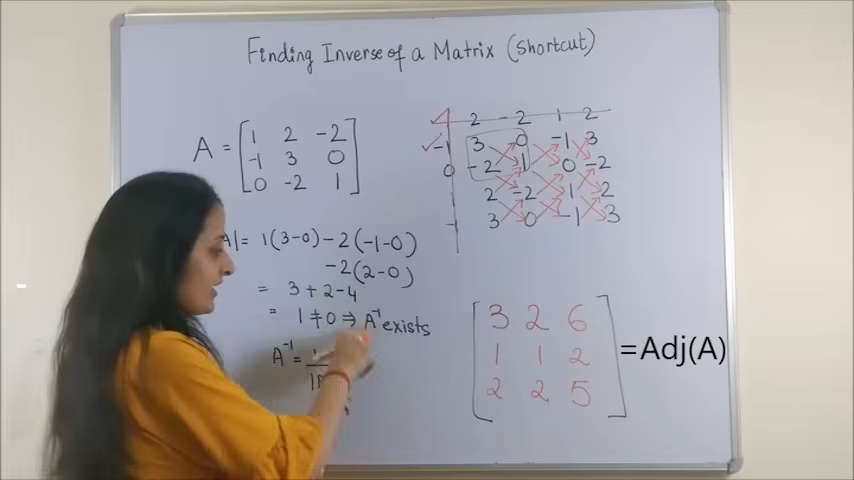 Finding Inverse of a Matrix (Shortcut)
A = [ 1 2 -2
-1 3 0
0 -2 1 ]
A| = 1(3-0) - 2(-1-0)
-2(2-0)
= 3 + 2 - 4
= 1 ≠ 0 ⇒ A⁻¹ exists
A⁻¹ =
2 -2 1 2
-1 3 0 -1 3
0 -2 1 0 -2
2 -2 1 2
3 0 -1 3
[ 3 2 6
1 1 2
2 2 5 ]
=Adj(A)